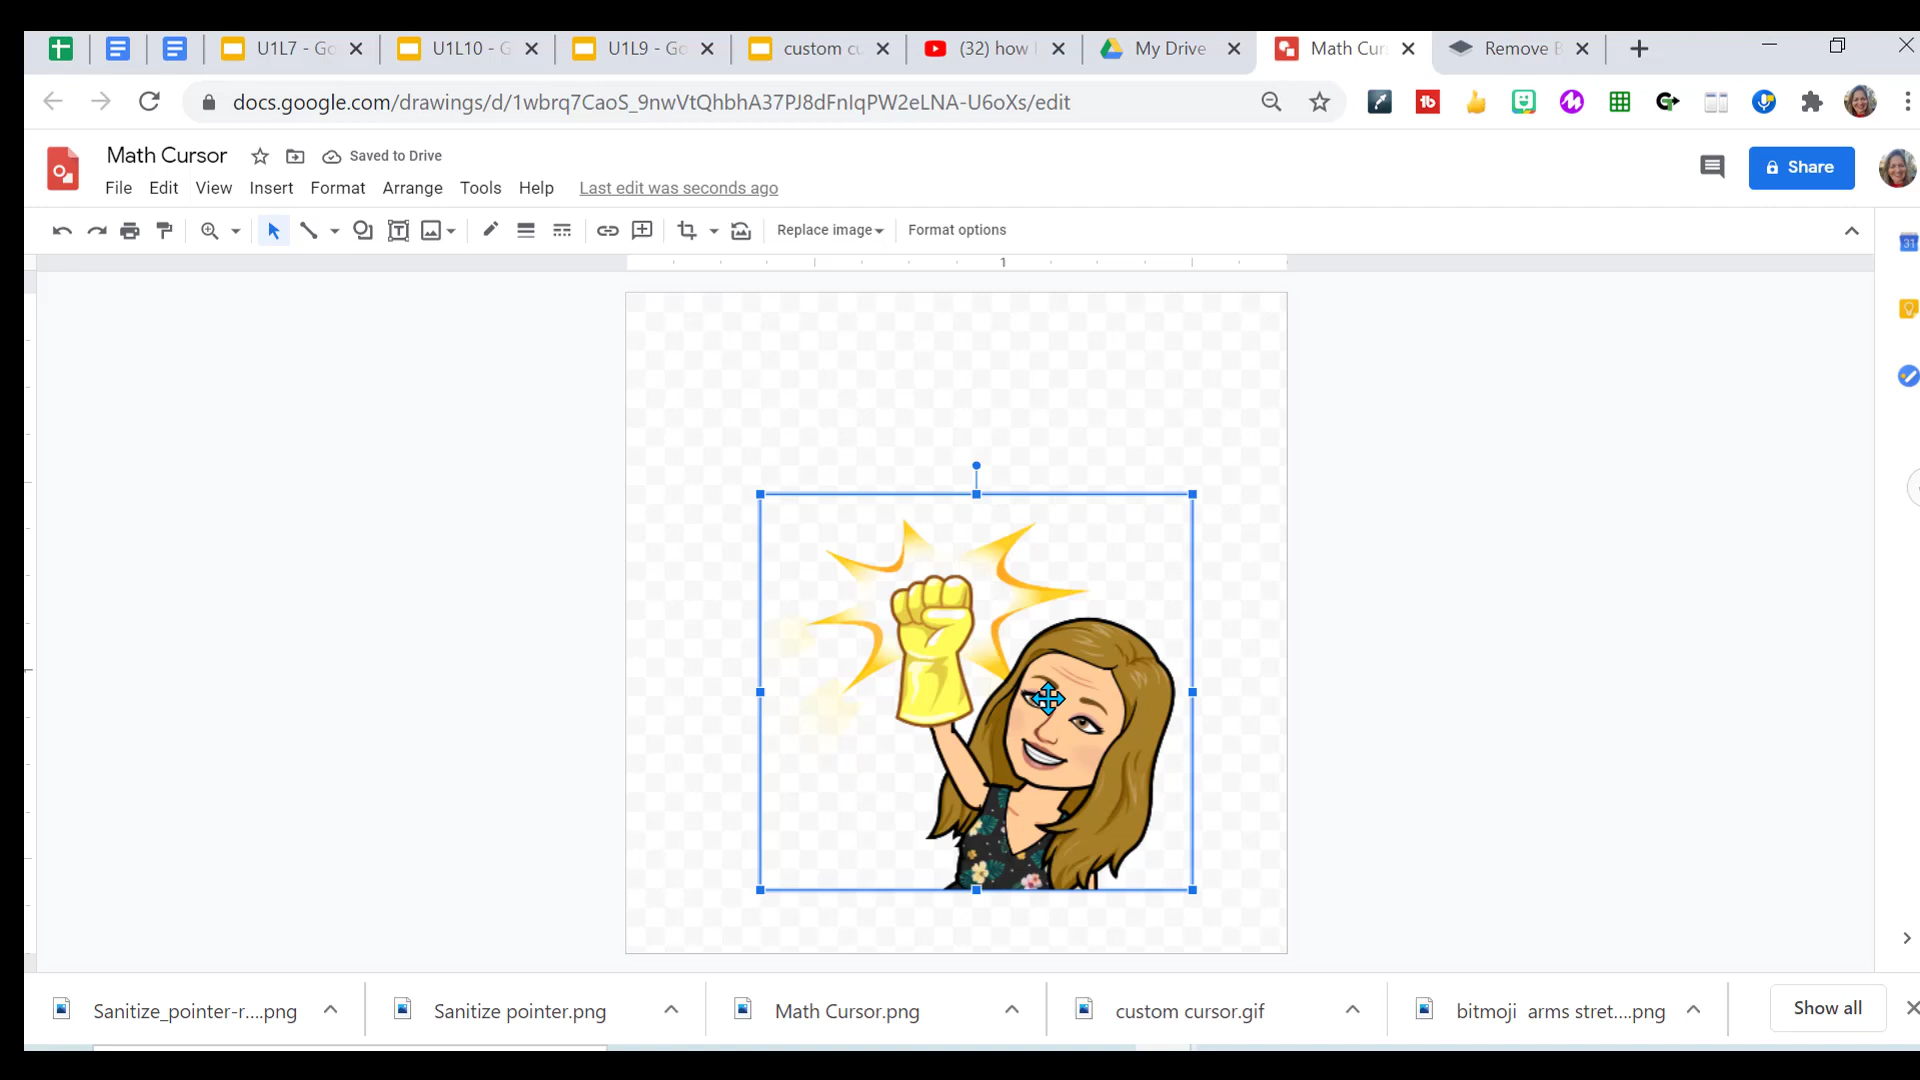 U1L7 - Go
U1L10 - G
U1L9 - Go
custom cu
(32) how
My Drive
Math Cur
Remove B
docs.google.com/drawings/d/1wbrq7CaoS_9nwVtQhbhA37PJ8dFnIqPW2eLNA-U6oXs/edit
Math Cursor
Saved to Drive
File Edit View Insert Format Arrange Tools Help Last edit was seconds ago
Share
Replace image
Format options
31
1
Sanitize_pointer-r....png
Sanitize pointer.png
Math Cursor.png
custom cursor.gif
bitmoji arms stret....png
Show all